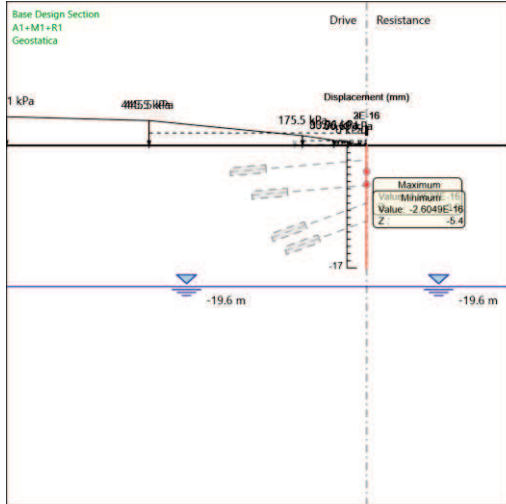 Base Design Section
A1+M1+R1
Geostatica
Drive
Resistance
1 kPa
175.5 kPa
Displacement (mm)
Maximum
Minimum
Value: -2.6049E-16
Z : -5.4
-17
-19.6 m
-19.6 m